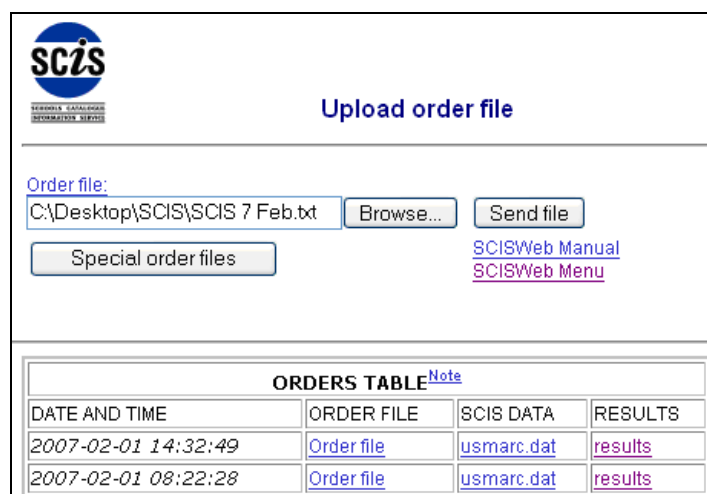 SCiS
SCHOOLS CATALOGUE
INFORMATION SERVICE
Upload order file
Order file:
C:\Desktop\SCIS\SCIS 7 Feb.txt Browse... Send file
Special order files
SCISWeb Manual
SCISWeb Menu
ORDERS TABLE Note
DATE AND TIME ORDER FILE SCIS DATA RESULTS
2007-02-01 14:32:49 Order file usmarc.dat results
2007-02-01 08:22:28 Order file usmarc.dat results